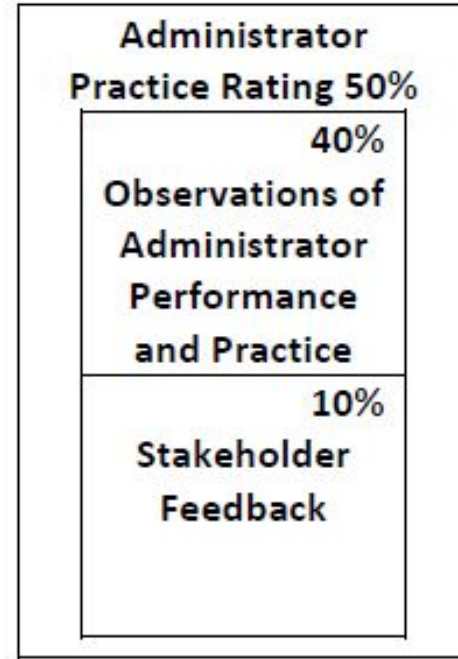 Administrator
Practice Rating 50%
40%
Observations of
Administrator
Performance
and Practice
10%
Stakeholder
Feedback